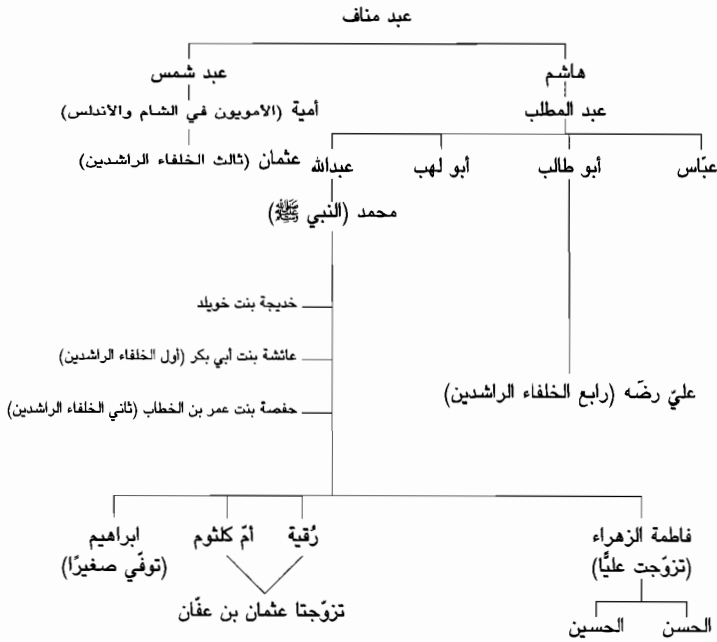 عبد مناف
هاشم
عبد شمس
عبد المطلب
أمية (الأمويون في الشام والأندلس)
عبّاس
أبو طالب
أبو لهب
عبدالله
عثمان (ثالث الخلفاء الراشدين)
محمد (النبي ﷺ)
خديجة بنت خويلد
عائشة بنت أبي بكر (أول الخلفاء الراشدين)
عليّ رضّه (رابع الخلفاء الراشدين)
حفصة بنت عمر بن الخطاب (ثاني الخلفاء الراشدين)
فاطمة الزهراء
رُقية
أمّ كلثوم
ابراهيم
(تزوّجت عليًّا)
(توفّي صغيرًا)
تزوّجتا عثمان بن عفّان
الحسن
الحسين